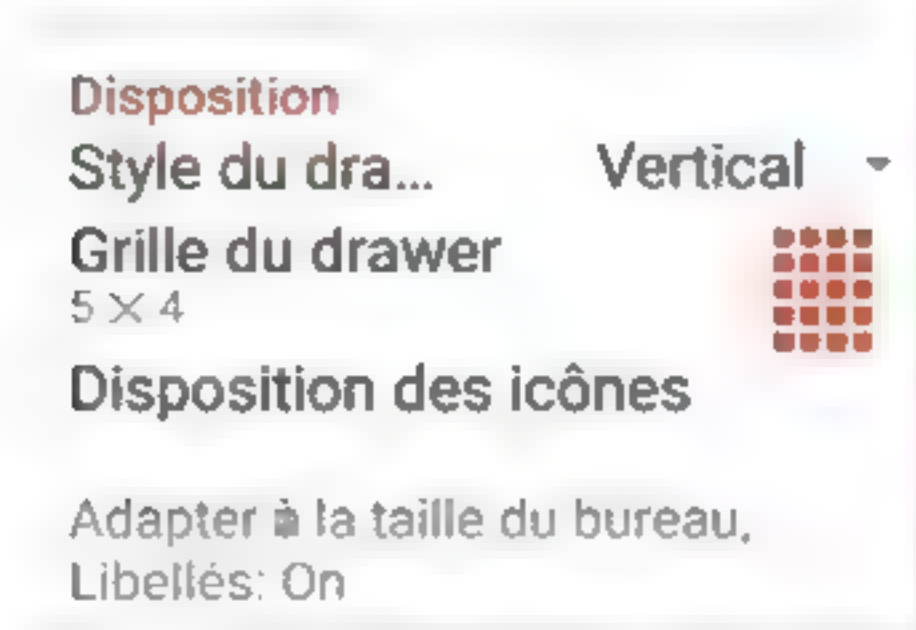 Disposition
Style du dra... Vertical
Grille du drawer
5 × 4
Disposition des icônes
Adapter à la taille du bureau,
Libellés: On